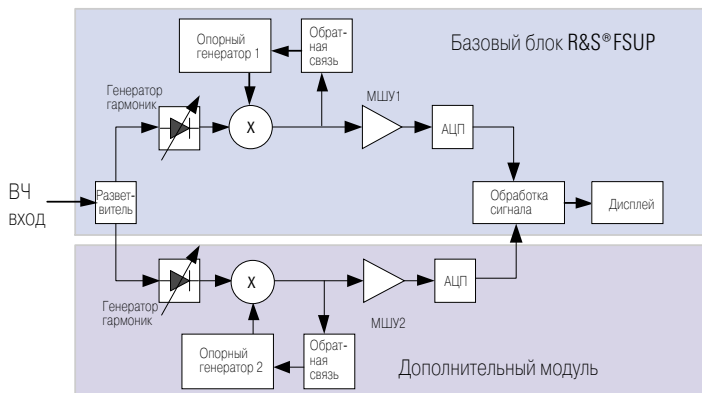 Опорный
генератор 1
Обрат-
ная
связь
Базовый блок R&S®FSUP
Генератор
гармоник
X
МШУ1
АЦП
ВЧ
вход
Развет-
витель
Обработка
сигнала
Дисплей
X
АЦП
Генератор
гармоник
МШУ2
Опорный
генератор 2
Обрат-
ная
связь
Дополнительный модуль